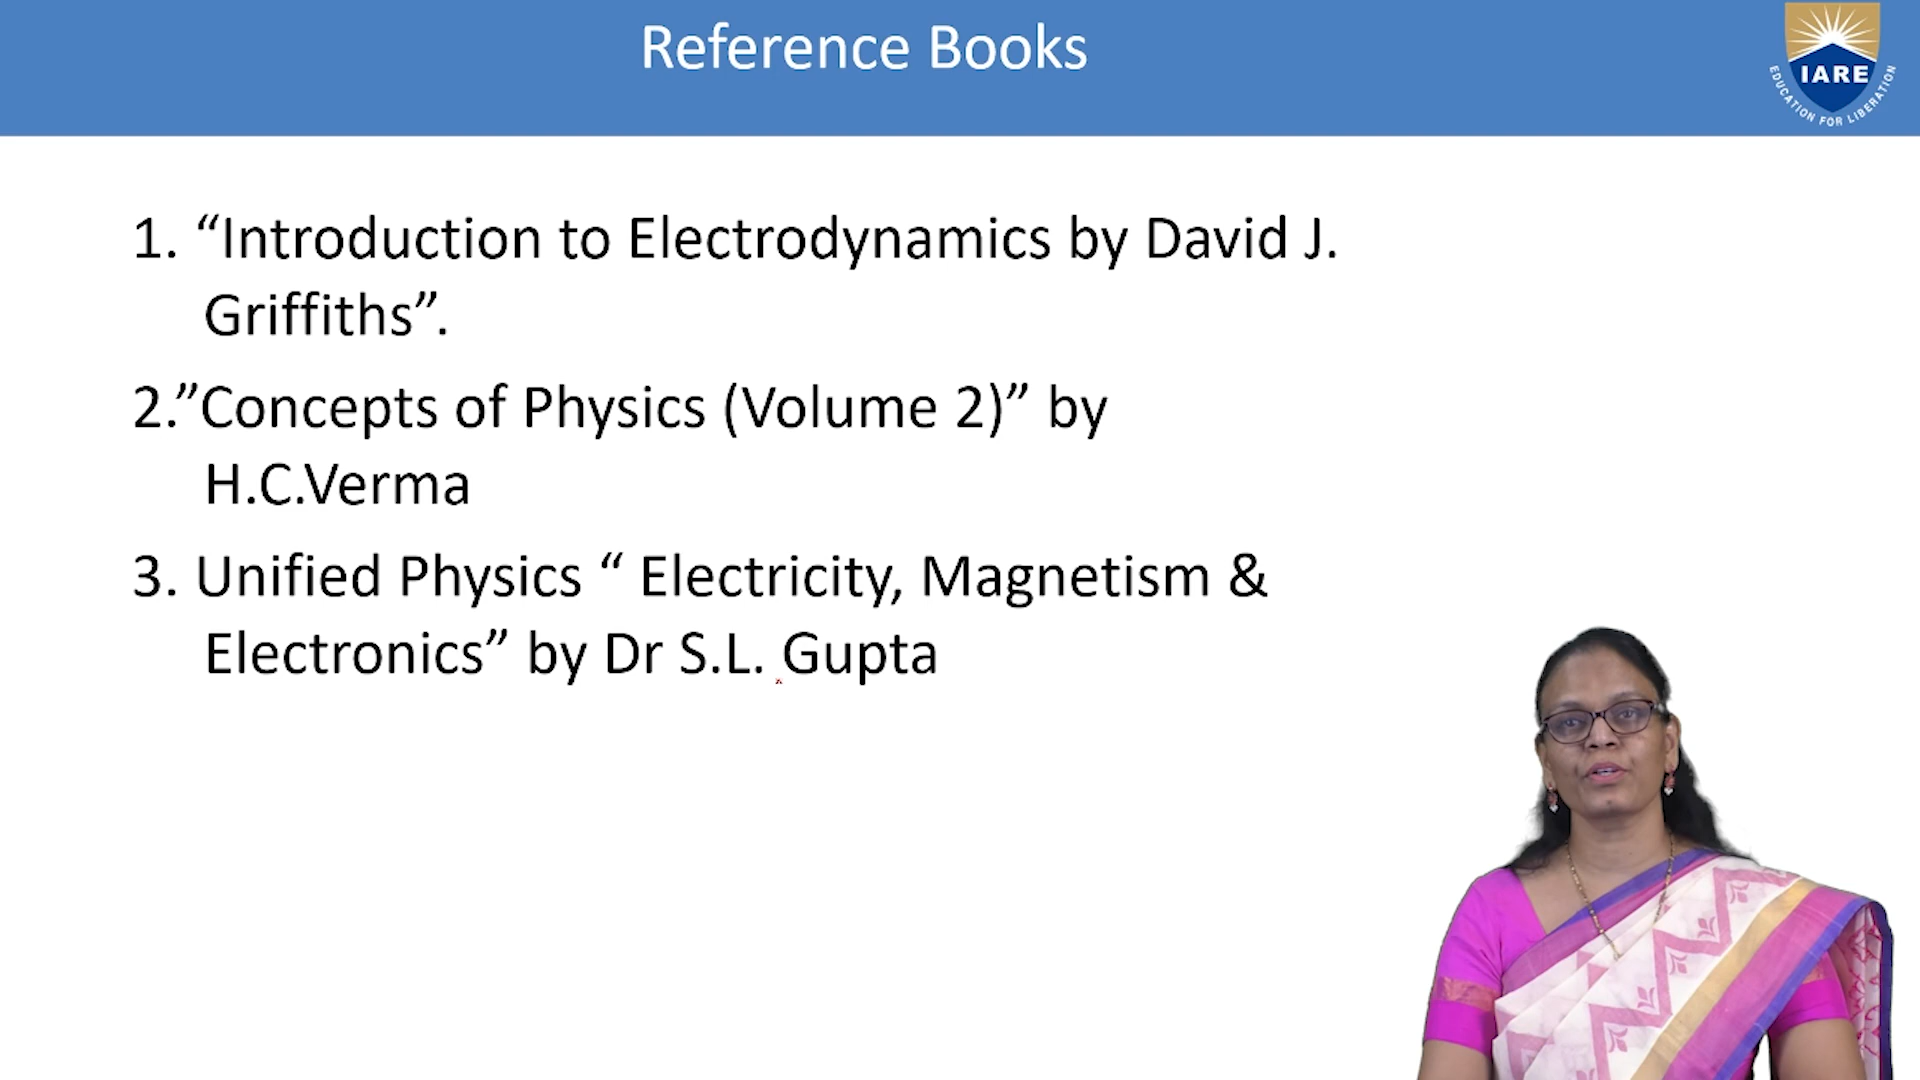 Reference Books
IARE
EDUCATION FOR LIBERATION
1. “Introduction to Electrodynamics by David J.
Griffiths”.
2.”Concepts of Physics (Volume 2)” by
H.C.Verma
3. Unified Physics “ Electricity, Magnetism &
Electronics” by Dr S.L. Gupta